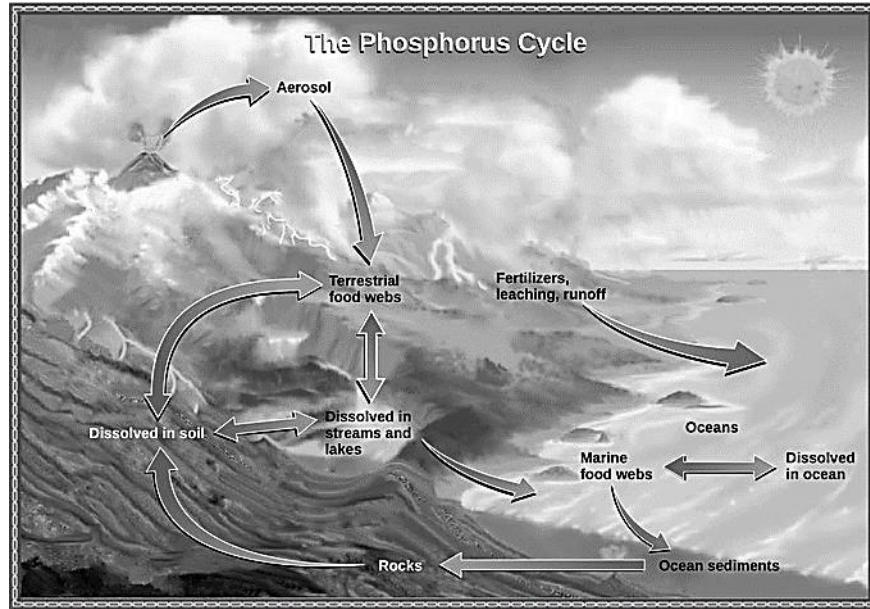 The Phosphorus Cycle
Aerosol
Terrestrial
food webs
Fertilizers,
leaching, runoff
Dissolved in soil
Dissolved in
streams and
lakes
Oceans
Marine
food webs
Dissolved
in ocean
Rocks
Ocean sediments